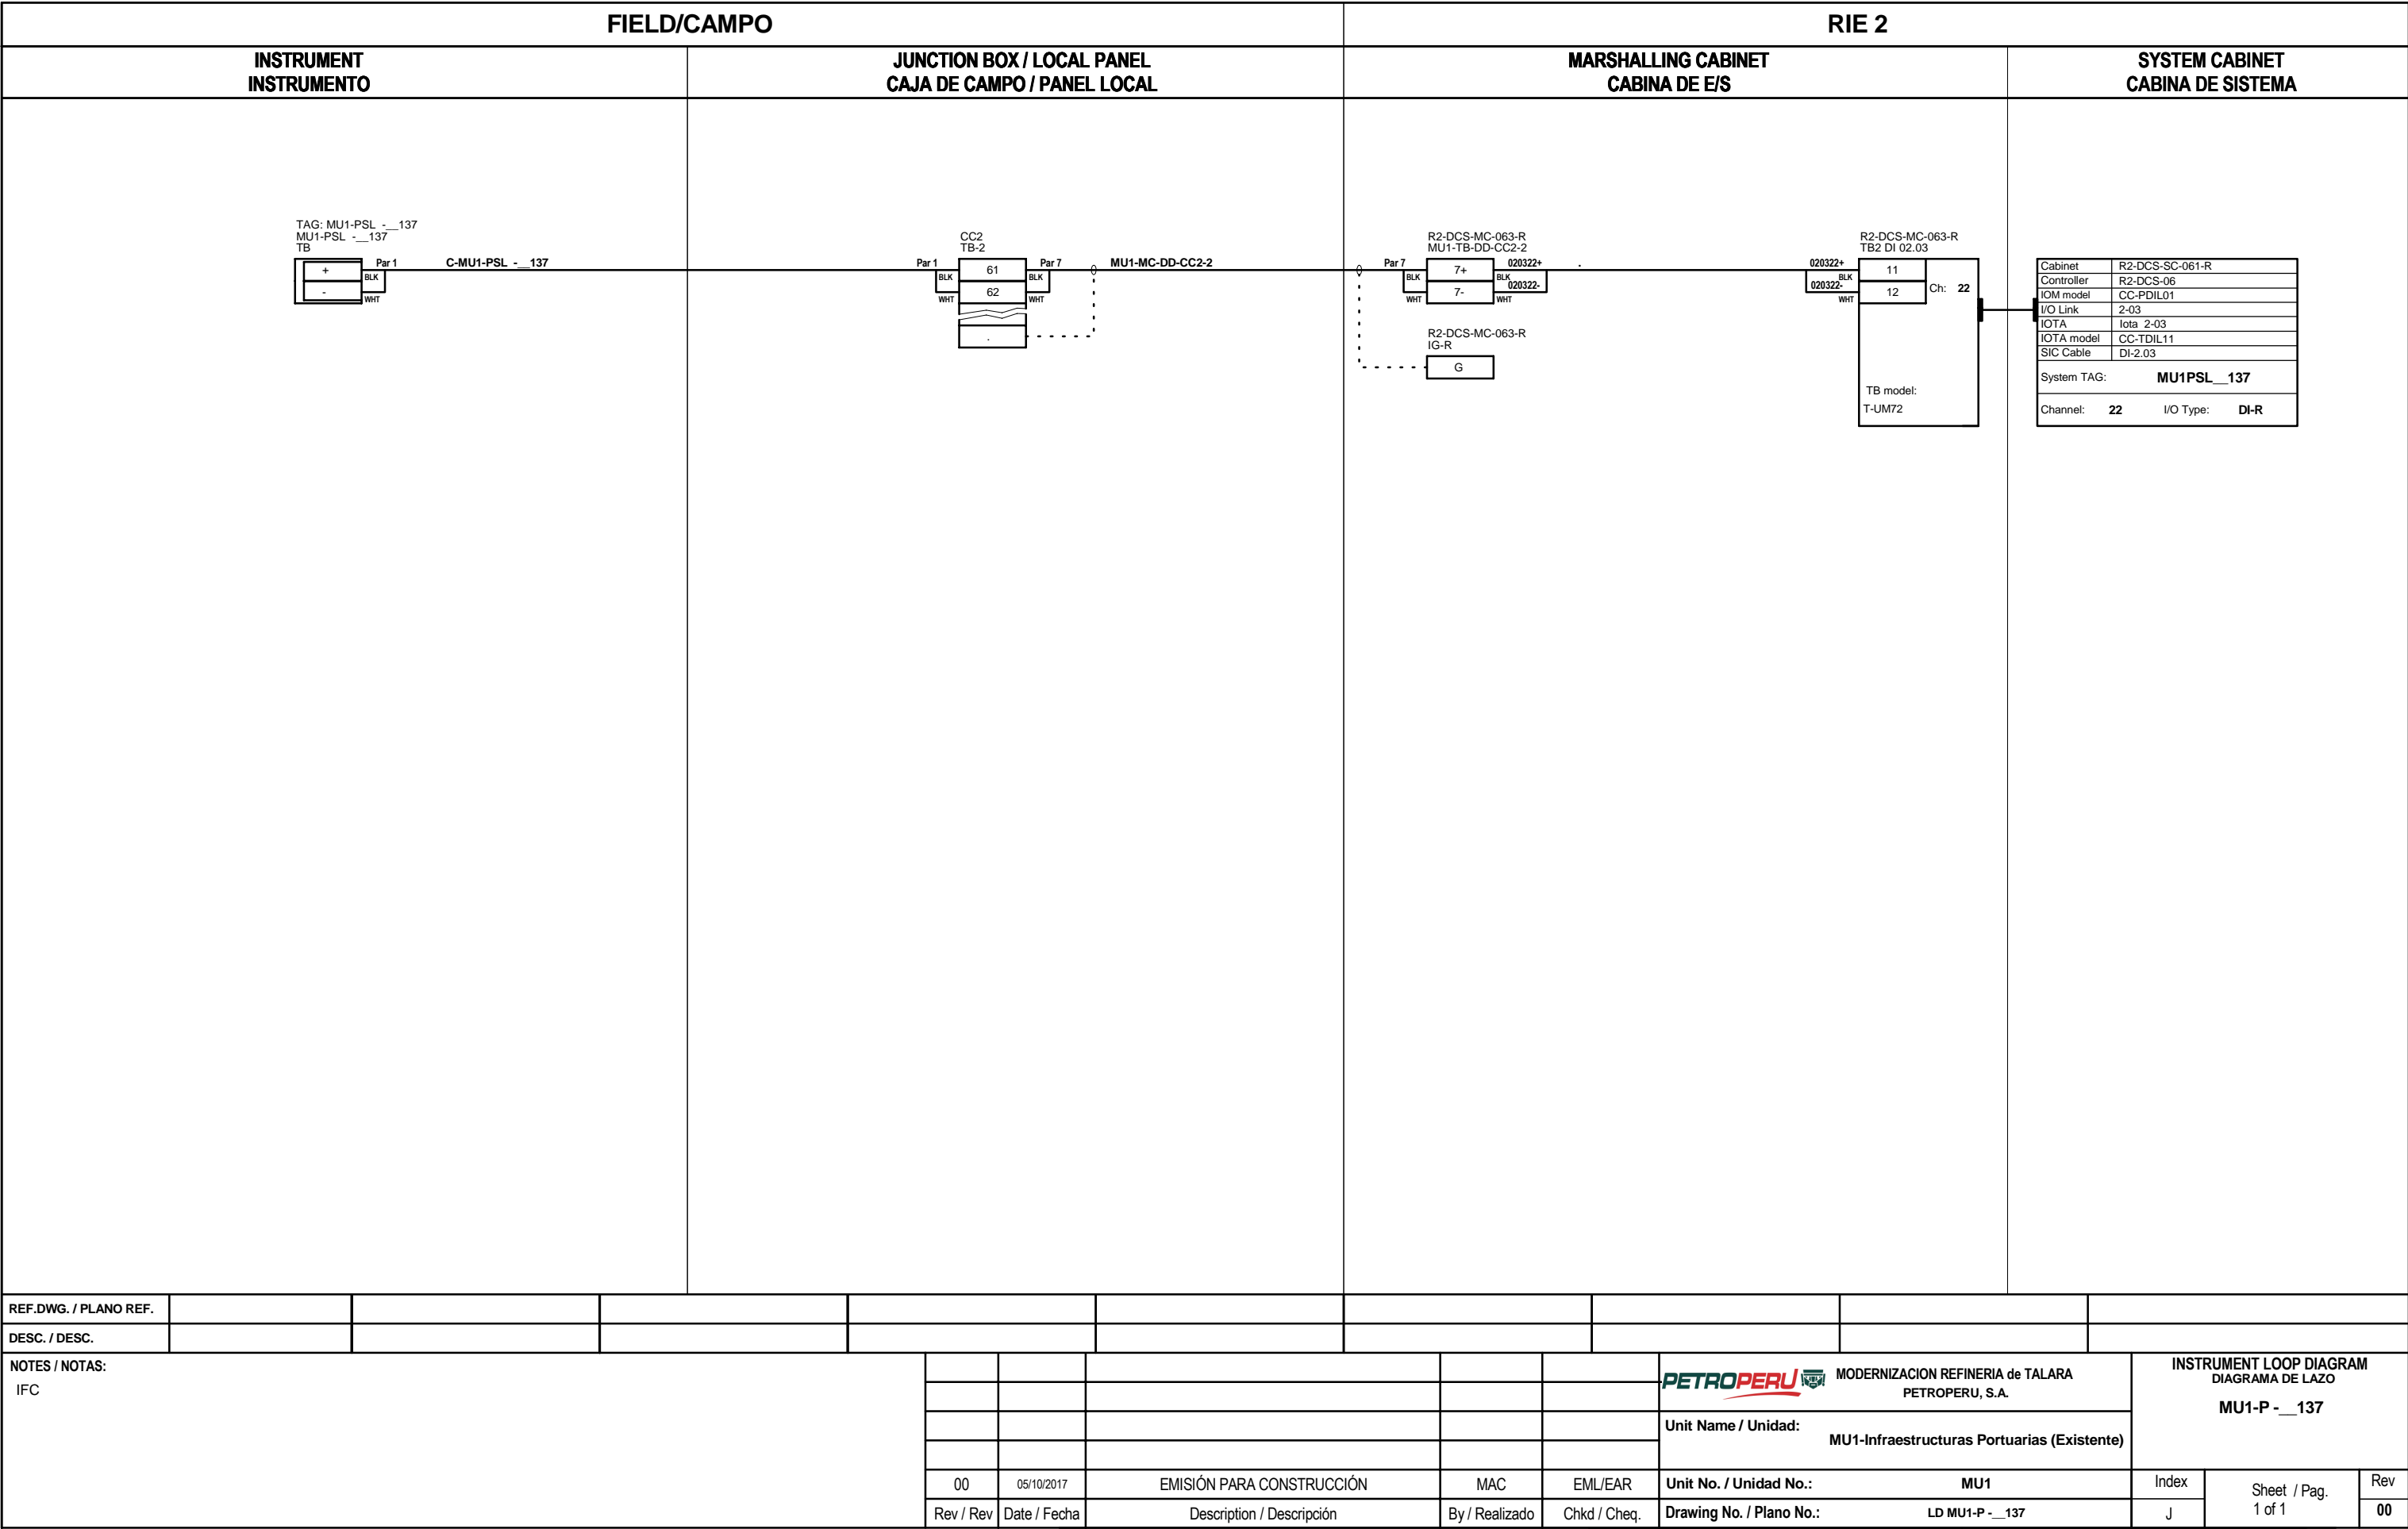 FIELD/CAMPO
RIE 2
INSTRUMENT
INSTRUMENTO
JUNCTION BOX / LOCAL PANEL
CAJA DE CAMPO / PANEL LOCAL
MARSHALLING CABINET
CABINA DE E/S
SYSTEM CABINET
CABINA DE SISTEMA
TAG: MU1-PSL -__137
MU1-PSL -__137
TB
+
-
Par 1
BLK
WHT
C-MU1-PSL -__137
CC2
TB-2
Par 1
BLK
WHT
61
62
.
Par 7
BLK
WHT
MU1-MC-DD-CC2-2
R2-DCS-MC-063-R
MU1-TB-DD-CC2-2
Par 7
BLK
WHT
7+
7-
020322+
BLK
020322-
WHT
.
R2-DCS-MC-063-R
IG-R
G
R2-DCS-MC-063-R
TB2 DI 02.03
020322+
BLK
020322-
WHT
11
12
Ch: 22
TB model:
T-UM72
Cabinet R2-DCS-SC-061-R
Controller R2-DCS-06
IOM model CC-PDIL01
I/O Link 2-03
IOTA Iota 2-03
IOTA model CC-TDIL11
SIC Cable DI-2.03
System TAG: MU1PSL__137
Channel: 22 I/O Type: DI-R
REF.DWG. / PLANO REF.
DESC. / DESC.
NOTES / NOTAS:
IFC
00 05/10/2017 EMISIÓN PARA CONSTRUCCIÓN MAC EML/EAR
Rev / Rev Date / Fecha Description / Descripción By / Realizado Chkd / Cheq.
PETROPERU
MODERNIZACION REFINERIA de TALARA
PETROPERU, S.A.
Unit Name / Unidad:
MU1-Infraestructuras Portuarias (Existente)
Unit No. / Unidad No.: MU1
Drawing No. / Plano No.: LD MU1-P -__137
INSTRUMENT LOOP DIAGRAM
DIAGRAMA DE LAZO
MU1-P -__137
Index
J
Sheet / Pag.
1 of 1
Rev
00